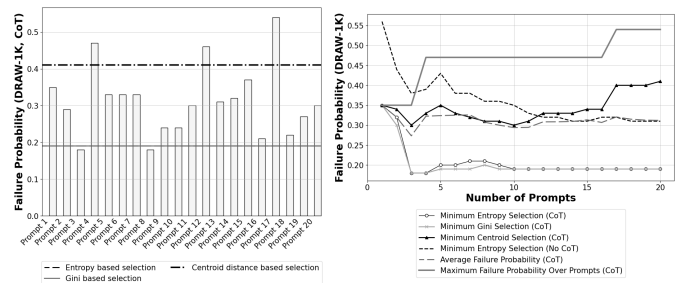 Failure Probability (DRAW-1K, CoT)
0.5
0.4
0.3
0.2
0.1
0.0
Prompt 1
Prompt 2
Prompt 3
Prompt 4
Prompt 5
Prompt 6
Prompt 7
Prompt 8
Prompt 9
Prompt 10
Prompt 11
Prompt 12
Prompt 13
Prompt 14
Prompt 15
Prompt 16
Prompt 17
Prompt 18
Prompt 19
Prompt 20
Entropy based selection
Gini based selection
Centroid distance based selection
Failure Probability (DRAW-1K)
0.55
0.50
0.45
0.40
0.35
0.30
0.25
0.20
0 5 10 15 20
Number of Prompts
Minimum Entropy Selection (CoT)
Minimum Gini Selection (CoT)
Minimum Centroid Selection (CoT)
Minimum Entropy Selection (No CoT)
Average Failure Probability (CoT)
Maximum Failure Probability Over Prompts (CoT)